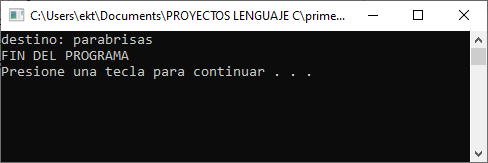 C:\Users\ekt\Documents\PROYECTOS LENGUAJE C\prime...
destino: parabrisas
FIN DEL PROGRAMA
Presione una tecla para continuar . . .